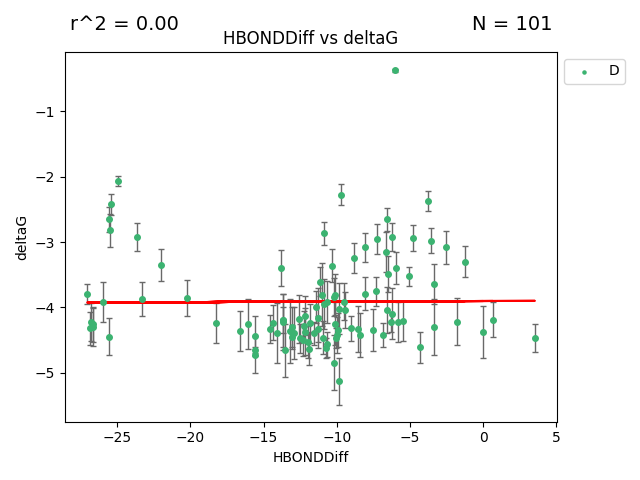 r^2 = 0.00
N = 101
HBONDDiff vs deltaG
D
−1
−2
−3
−4
−5
deltaG
−25
−20
−15
−10
−5
0
5
HBONDDiff